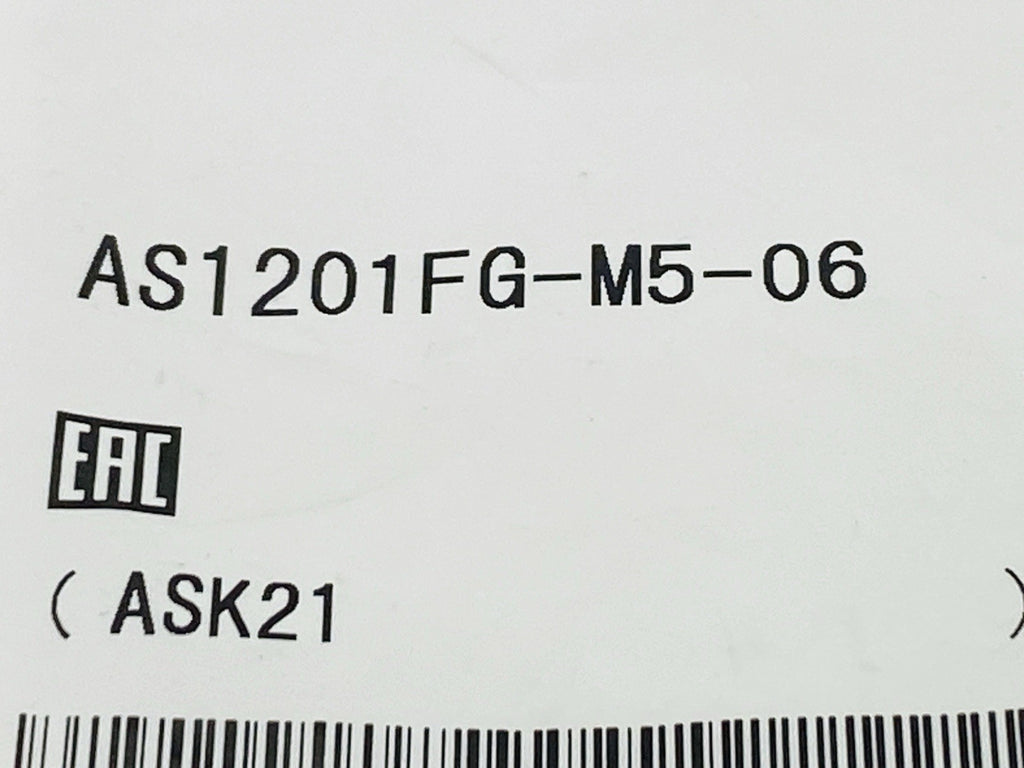 AS1201FG-M5-06
EAC
( ASK21 )